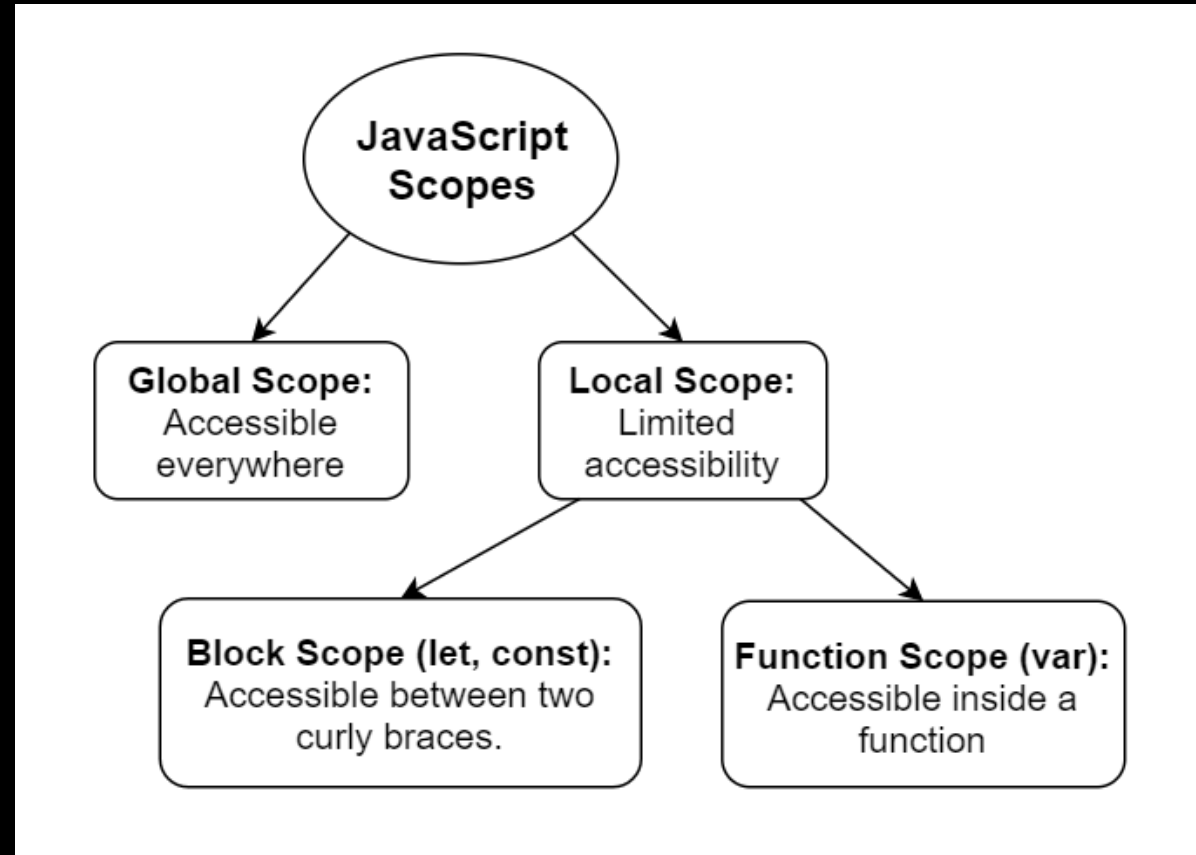 JavaScript
Scopes
Global Scope:
Accessible
everywhere
Local Scope:
Limited
accessibility
Block Scope (let, const):
Accessible between two
curly braces.
Function Scope (var):
Accessible inside a
function